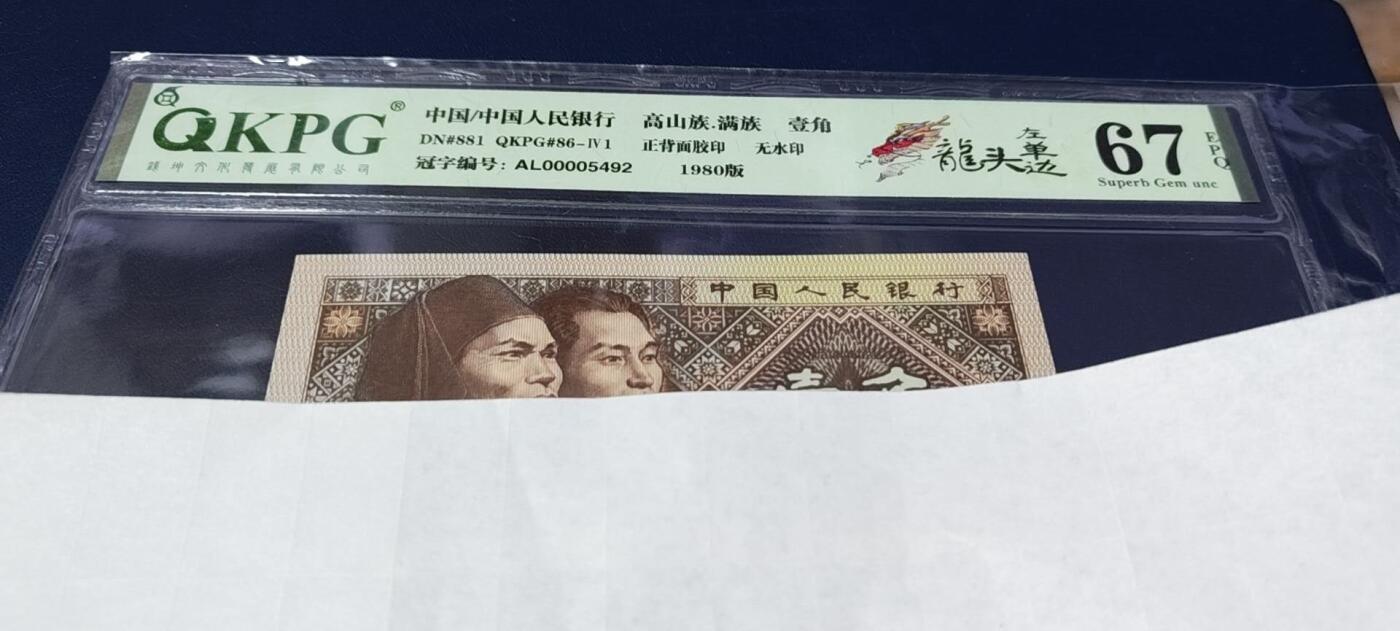 QKPG®
中国/中国人民银行 高山族.满族 壹角
DN#881 QKPG#86-IV1 正背面胶印 无水印
冠字编号: AL00005492 1980版
龍头左单边
67
EPQ
Superb Gem unc
中国人民银行